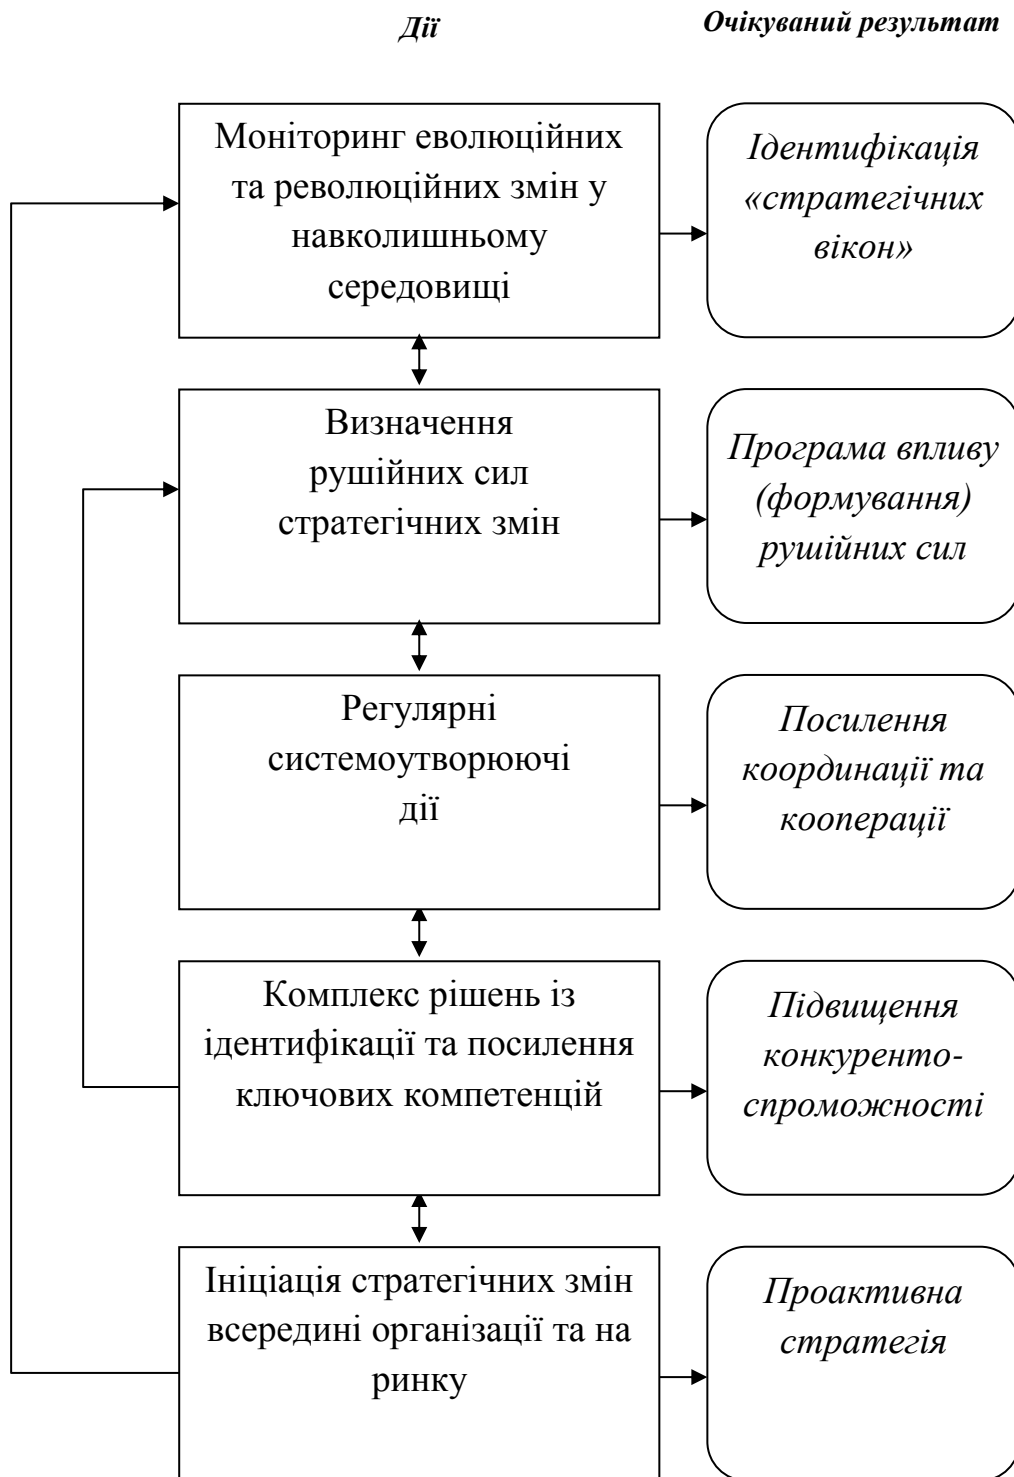 Дії
Очікуваний результат
Моніторинг еволюційних
та революційних змін у
навколишньому
середовищі
Ідентифікація
«стратегічних
вікон»
Визначення
рушійних сил
стратегічних змін
Програма впливу
(формування)
рушійних сил
Регулярні
системоутворюючі
дії
Посилення
координації та
кооперації
Комплекс рішень із
ідентифікації та посилення
ключових компетенцій
Підвищення
конкуренто-
спроможності
Ініціація стратегічних змін
всередині організації та на
ринку
Проактивна
стратегія